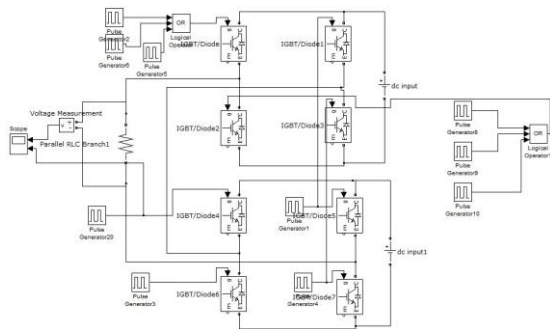 Pulse
Generator2
Pulse
Generator6
Pulse
Generator5
OR
Logical
Operator
IGBT/Diode
IGBT/Diode1
dc input
Voltage Measurement
Scope
Parallel RLC Branch1
IGBT/Diode2
IGBT/Diode3
Pulse
Generator8
Pulse
Generator9
Pulse
Generator10
OR
Logical
Operator1
Pulse
Generator20
IGBT/Diode4
Pulse
Generator1
IGBT/Diode5
dc input1
Pulse
Generator3
IGBT/Diode6
Pulse
Generator4
IGBT/Diode7